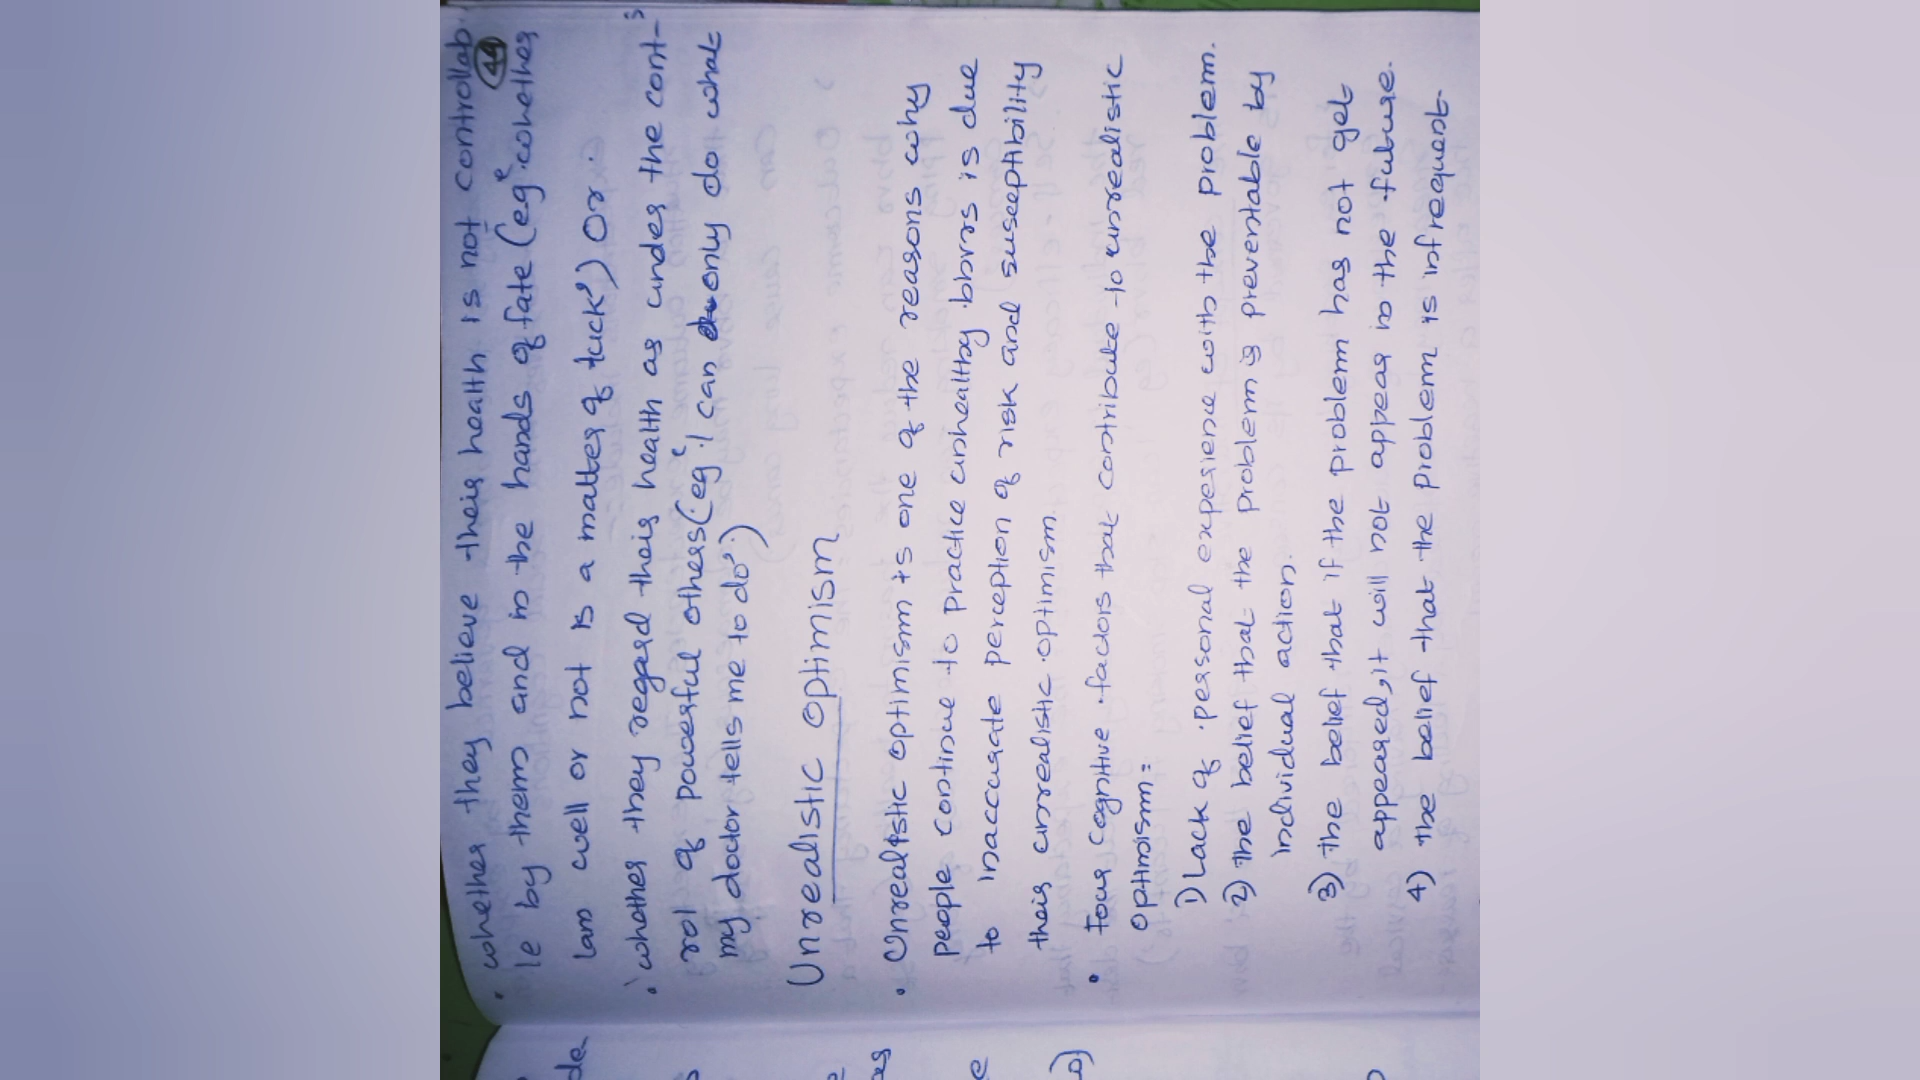 • whether they believe their health is not controllab
44
le by them and in the hands of fate (eg: whether
I am well or not is a matter of luck') Or.
• whether they regard their health as under the cont-
rol of powerful others (eg: 'I can only do what
my doctor tells me to do')
Unrealistic Optimism
• Unrealistic optimism is one of the reasons why
people continue to practice unhealthy bhvrs is due
to inaccurate perception of risk and susceptibility
their unrealistic optimism
• Four Cognitive factors that contribute to unrealistic
optimism:
1) Lack of personal experience with the problem.
2) the belief that the problem is preventable by
individual action.
3) the belief that if the problem has not yet
appeared, it will not appear in the future.
4) the belief that the problem is infrequent.